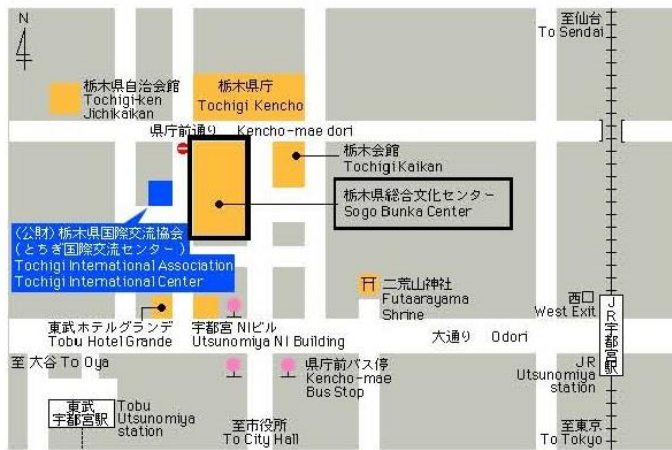 N
至仙台
To Sendai
栃木県自治会館
Tochigi-ken
Jichikaikan
栃木県庁
Tochigi Kencho
県庁前通り Kencho-mae dori
栃木会館
Tochigi Kaikan
栃木県総合文化センター
Sogo Bunka Center
(公財)栃木県国際交流協会
(とちぎ国際交流センター)
Tochigi International Association
Tochigi International Center
二荒山神社
Futaarayama
Shrine
西口
West Exit
JR宇都宮駅
東武ホテルグランデ
Tobu Hotel Grande
宇都宮 NIビル
Utsunomiya NI Building
大通り Odori
至 大谷 To Oya
県庁前バス停
Kencho-mae
Bus Stop
JR
Utsunomiya
station
東武
宇都宮駅
Tobu
Utsunomiya
station
至市役所
To City Hall
至東京
To Tokyo